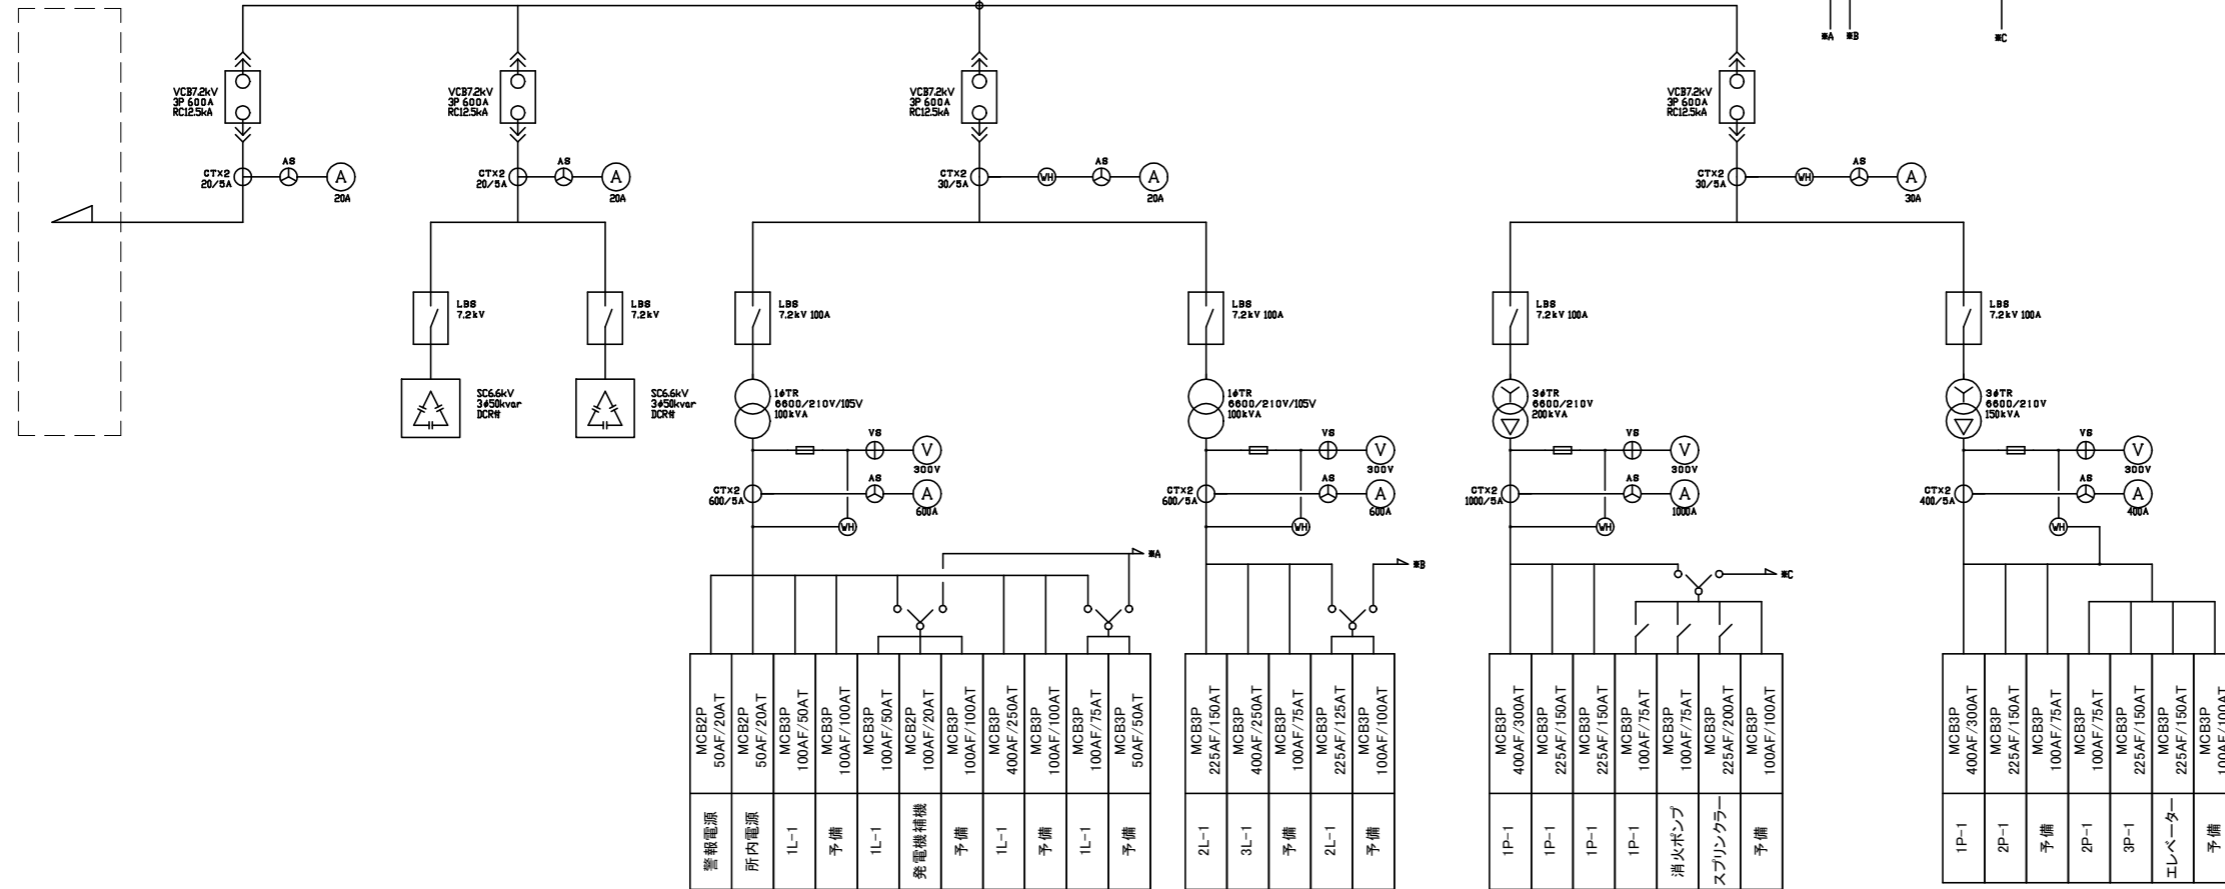 ※A
※B
※C
VCB7.2kV
3P 600A
RC12.5kA
VCB7.2kV
3P 600A
RC12.5kA
VCB7.2kV
3P 600A
RC12.5kA
VCB7.2kV
3P 600A
RC12.5kA
CTX2
20/5A
AS
A
20A
CTX2
20/5A
AS
A
20A
CTX2
30/5A
WH
AS
A
20A
CTX2
30/5A
WH
AS
A
30A
LBS
7.2kV
LBS
7.2kV
LBS
7.2kV 100A
LBS
7.2kV 100A
LBS
7.2kV 100A
LBS
7.2kV 100A
SC6.6kV
3φ50kvar
DCR付
SC6.6kV
3φ50kvar
DCR付
1φTR
6600/210V/105V
100kVA
1φTR
6600/210V/105V
100kVA
3φTR
6600/210V
200kVA
3φTR
6600/210V
150kVA
VS
V
300V
CTX2
600/5A
AS
A
600A
WH
VS
V
300V
CTX2
600/5A
AS
A
600A
WH
VS
V
300V
CTX2
1000/5A
AS
A
1000A
WH
VS
V
300V
CTX2
400/5A
AS
A
400A
WH
※A
※B
※C
MCB2P
50AF/20AT
警報電源
MCB2P
50AF/20AT
所内電源
MCB3P
100AF/50AT
1L-1
MCB3P
100AF/100AT
予備
MCB3P
100AF/50AT
1L-1
MCB2P
100AF/20AT
発電機補機
MCB3P
100AF/100AT
予備
MCB3P
400AF/250AT
1L-1
MCB3P
100AF/100AT
予備
MCB3P
100AF/75AT
1L-1
MCB3P
50AF/50AT
予備
MCB3P
225AF/150AT
2L-1
MCB3P
400AF/250AT
3L-1
MCB3P
100AF/75AT
予備
MCB3P
225AF/125AT
2L-1
MCB3P
100AF/100AT
予備
MCB3P
400AF/300AT
1P-1
MCB3P
225AF/150AT
1P-1
MCB3P
225AF/150AT
1P-1
MCB3P
100AF/75AT
1P-1
MCB3P
100AF/75AT
消火ポンプ
MCB3P
225AF/200AT
スプリンクラー
MCB3P
100AF/100AT
予備
MCB3P
400AF/300AT
1P-1
MCB3P
225AF/150AT
2P-1
MCB3P
100AF/75AT
予備
MCB3P
100AF/75AT
2P-1
MCB3P
225AF/150AT
3P-1
MCB3P
225AF/150AT
エレベーター
MCB3P
100AF/100AT
予備